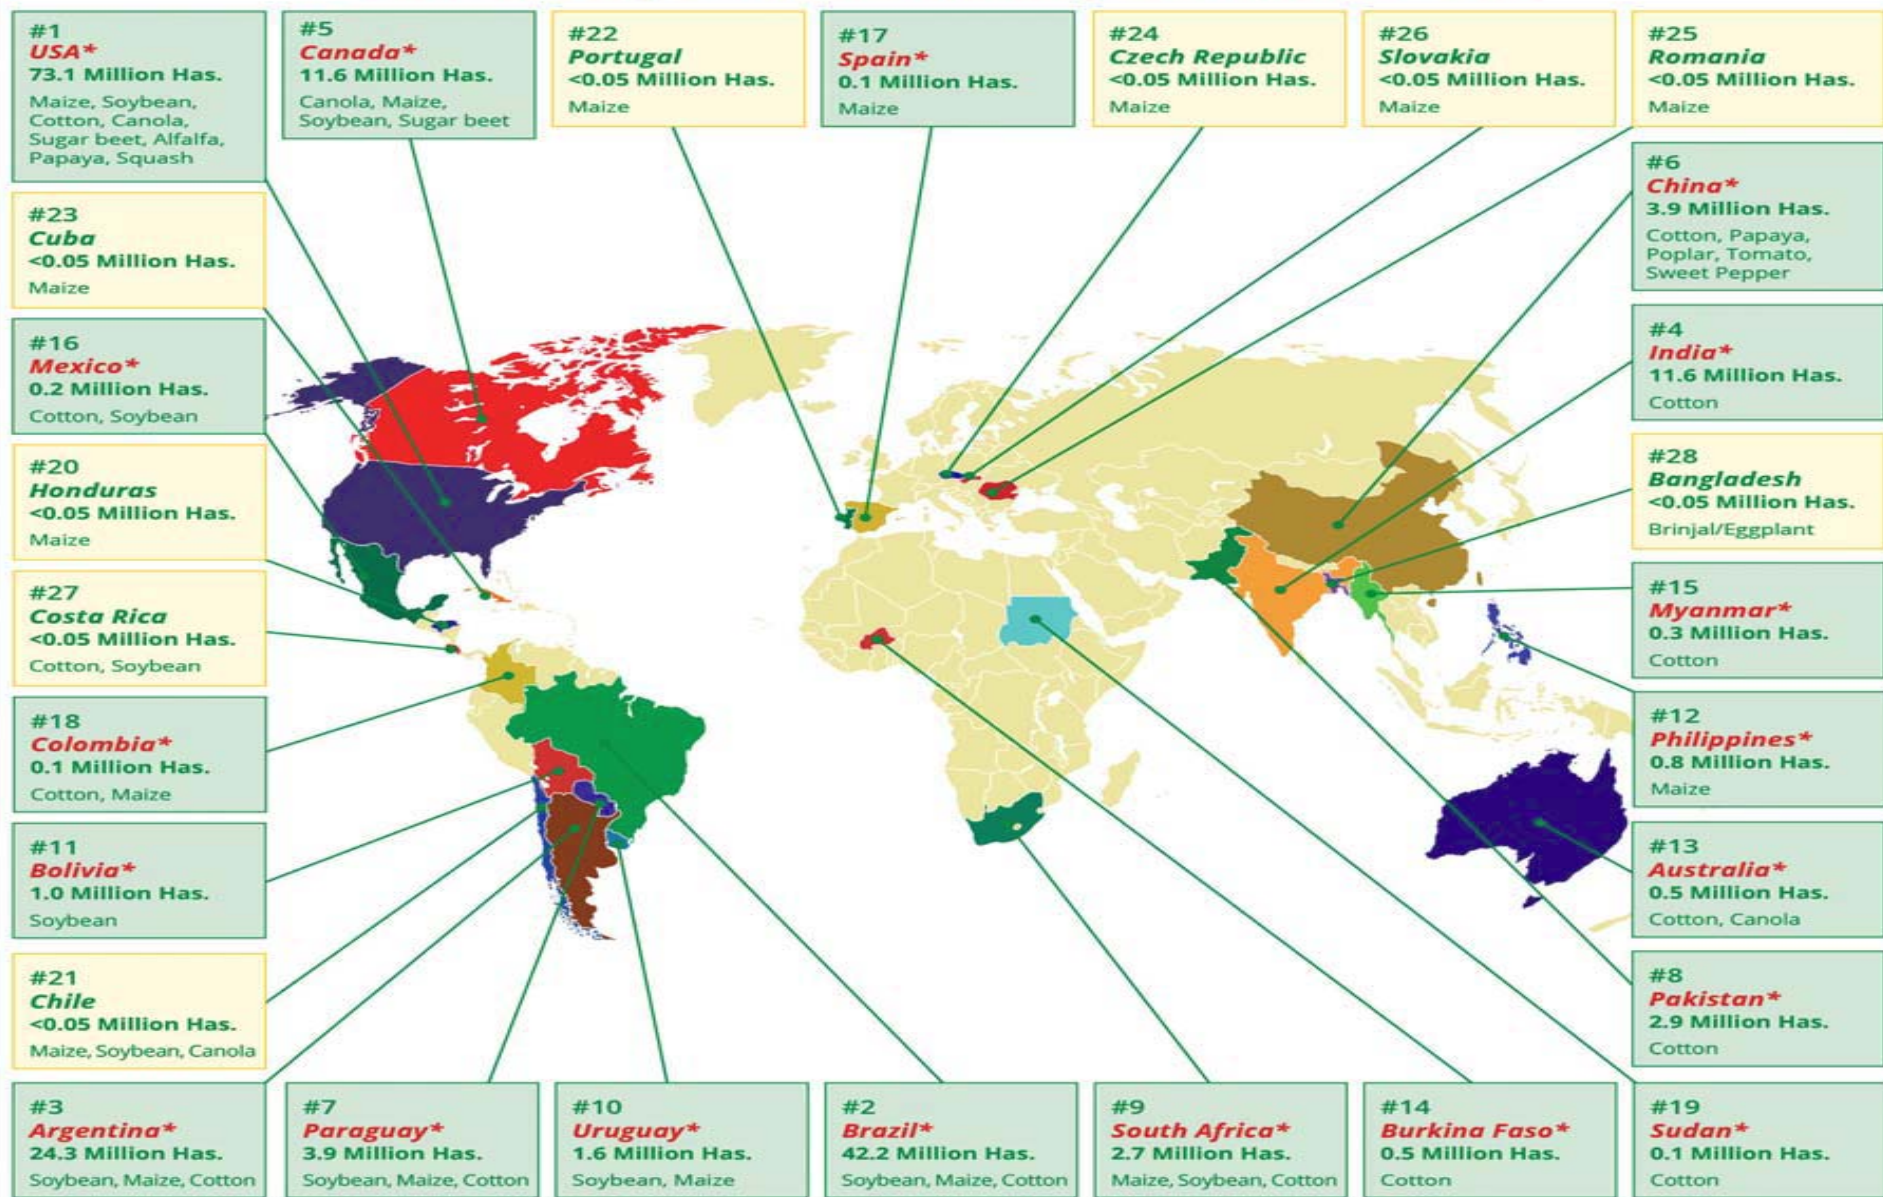 #1
USA*
73.1 Million Has.
Maize, Soybean,
Cotton, Canola,
Sugar beet, Alfalfa,
Papaya, Squash
#5
Canada*
11.6 Million Has.
Canola, Maize,
Soybean, Sugar beet
#22
Portugal
<0.05 Million Has.
Maize
#17
Spain*
0.1 Million Has.
Maize
#24
Czech Republic
<0.05 Million Has.
Maize
#26
Slovakia
<0.05 Million Has.
Maize
#25
Romania
<0.05 Million Has.
Maize
#23
Cuba
<0.05 Million Has.
Maize
#16
Mexico*
0.2 Million Has.
Cotton, Soybean
#20
Honduras
<0.05 Million Has.
Maize
#27
Costa Rica
<0.05 Million Has.
Cotton, Soybean
#18
Colombia*
0.1 Million Has.
Cotton, Maize
#11
Bolivia*
1.0 Million Has.
Soybean
#21
Chile
<0.05 Million Has.
Maize, Soybean, Canola
#6
China*
3.9 Million Has.
Cotton, Papaya,
Poplar, Tomato,
Sweet Pepper
#4
India*
11.6 Million Has.
Cotton
#28
Bangladesh
<0.05 Million Has.
Brinjal/Eggplant
#15
Myanmar*
0.3 Million Has.
Cotton
#12
Philippines*
0.8 Million Has.
Maize
#13
Australia*
0.5 Million Has.
Cotton, Canola
#8
Pakistan*
2.9 Million Has.
Cotton
#3
Argentina*
24.3 Million Has.
Soybean, Maize, Cotton
#7
Paraguay*
3.9 Million Has.
Soybean, Maize, Cotton
#10
Uruguay*
1.6 Million Has.
Soybean, Maize
#2
Brazil*
42.2 Million Has.
Soybean, Maize, Cotton
#9
South Africa*
2.7 Million Has.
Maize, Soybean, Cotton
#14
Burkina Faso*
0.5 Million Has.
Cotton
#19
Sudan*
0.1 Million Has.
Cotton